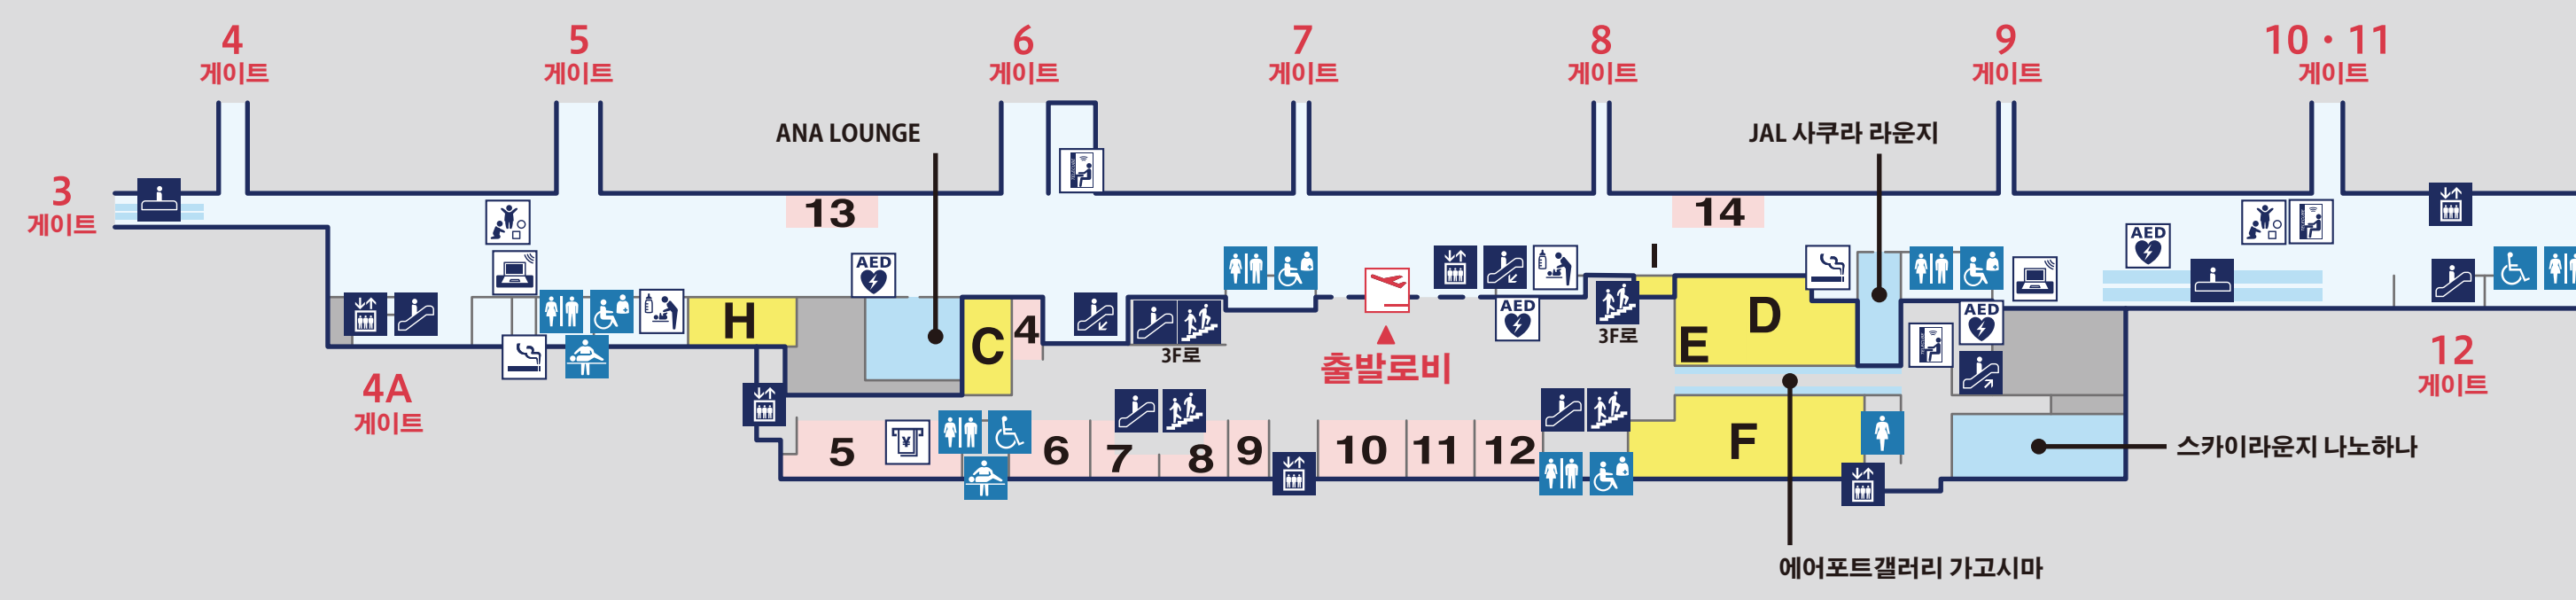 4
게이트
5
게이트
6
게이트
7
게이트
8
게이트
9
게이트
10・11
게이트
ANA LOUNGE
JAL 사쿠라 라운지
3
게이트
13
14
AED
AED
I
H
C
4
3F로
AED
3F로
E
D
AED
출발로비
4A
게이트
12
게이트
5
¥
6
7
8
9
10
11
12
F
스카이라운지 나노하나
에어포트갤러리 가고시마